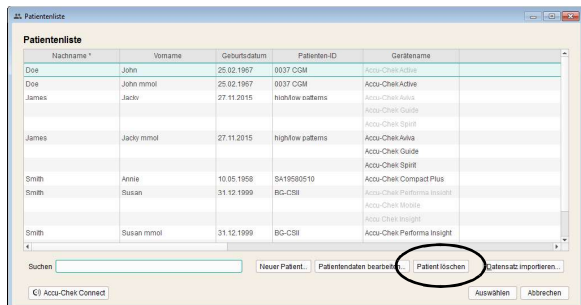 Patientenliste
Patientenliste
Nachname * Vorname Geburtsdatum Patienten-ID Gerätename
Doe John 25.02.1967 0037 CGM Accu-Chek Active
Doe John mmol 25.02.1967 0037 CGM Accu-Chek Active
James Jacky 27.11.2015 high/low patterns Accu-Chek Aviva
Accu-Chek Guide
Accu-Chek Spirit
James Jacky mmol 27.11.2015 high/low patterns Accu-Chek Aviva
Accu-Chek Guide
Accu-Chek Spirit
Smith Annie 10.05.1958 SA19580510 Accu-Chek Compact Plus
Smith Susan 31.12.1999 BG-CSII Accu-Chek Performa Insight
Accu-Chek Mobile
Accu-Chek Insight
Smith Susan mmol 31.12.1999 BG-CSII Accu-Chek Performa Insight
Suchen Neuer Patient... Patientendaten bearbeiten... Patient löschen Datensatz importieren...
Accu-Chek Connect Auswählen Abbrechen